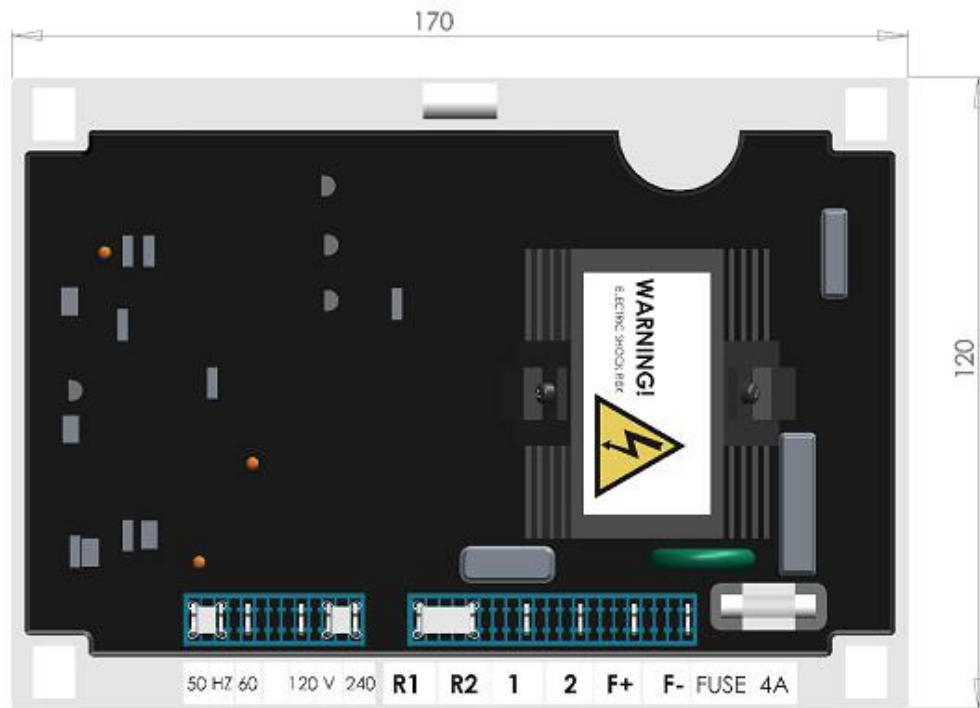 170
120
WARNING!
ELECTRIC SHOCK RISK
50 HZ 60 120 V 240 R1 R2 1 2 F+ F- FUSE 4A